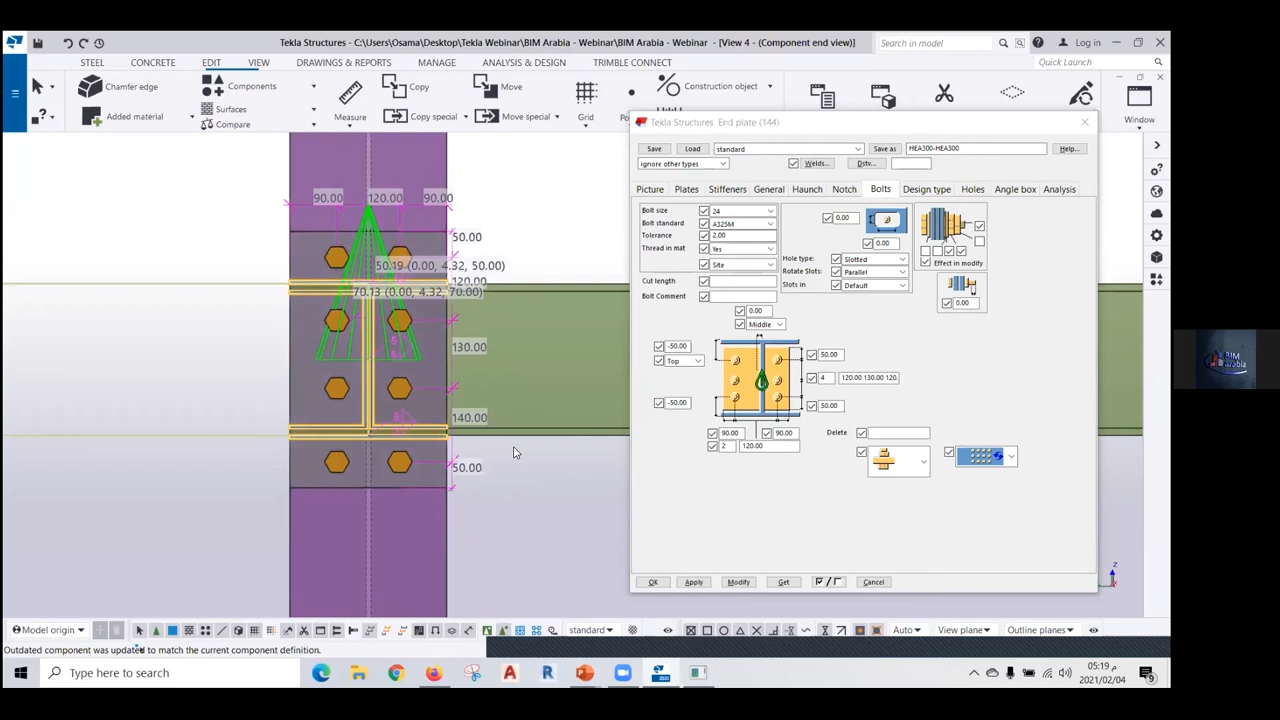 Tekla Structures - C:\Users\Osama\Desktop\Tekla Webinar\BIM Arabia - Webinar\BIM Arabia - Webinar - [View 4 - (Component end view)]
Search in model
Log in
STEEL CONCRETE EDIT VIEW DRAWINGS & REPORTS MANAGE ANALYSIS & DESIGN TRIMBLE CONNECT
Quick Launch
Chamfer edge
Components
Copy
Move
Construction object
Added material
Surfaces
Compare
Measure
Copy special
Move special
Grid
Window
Tekla Structures End plate (144)
Save Load standard Save as HEA300-HEA300 Help...
ignore other types Welds... Dstv...
Picture Plates Stiffeners General Haunch Notch Bolts Design type Holes Angle box Analysis
Bolt size 24
Bolt standard A325M
Tolerance 2.00
Thread in mat Yes
Site
Cut length
Bolt Comment
0.00
0.00
Hole type: Slotted
Rotate Slots: Parallel
Slots in Default
Effect in modify
0.00
0.00
Middle
-50.00
Top
-50.00
50.00
4 120.00 130.00 120.
50.00
90.00 90.00
2 120.00
Delete
OK Apply Modify Get Cancel
90.00 120.00 90.00
50.00
50.19 (0.00, 4.32, 50.00)
120.00
70.13 (0.00, 4.32, 70.00)
130.00
140.00
50.00
Model origin
standard
Auto
View plane
Outline planes
Outdated component was updated to match the current component definition.
Type here to search
05:19 م
2021/02/04
9
BIM
arabia